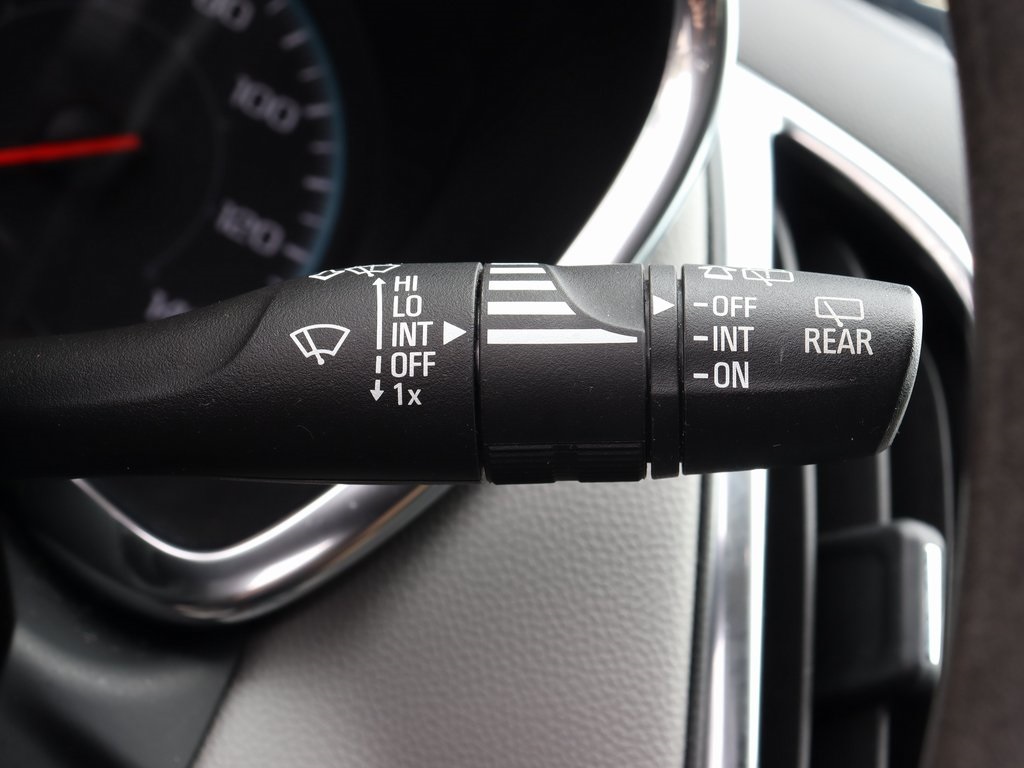 100
120
HI
LO
INT
OFF
1x
-OFF
-INT
-ON
REAR